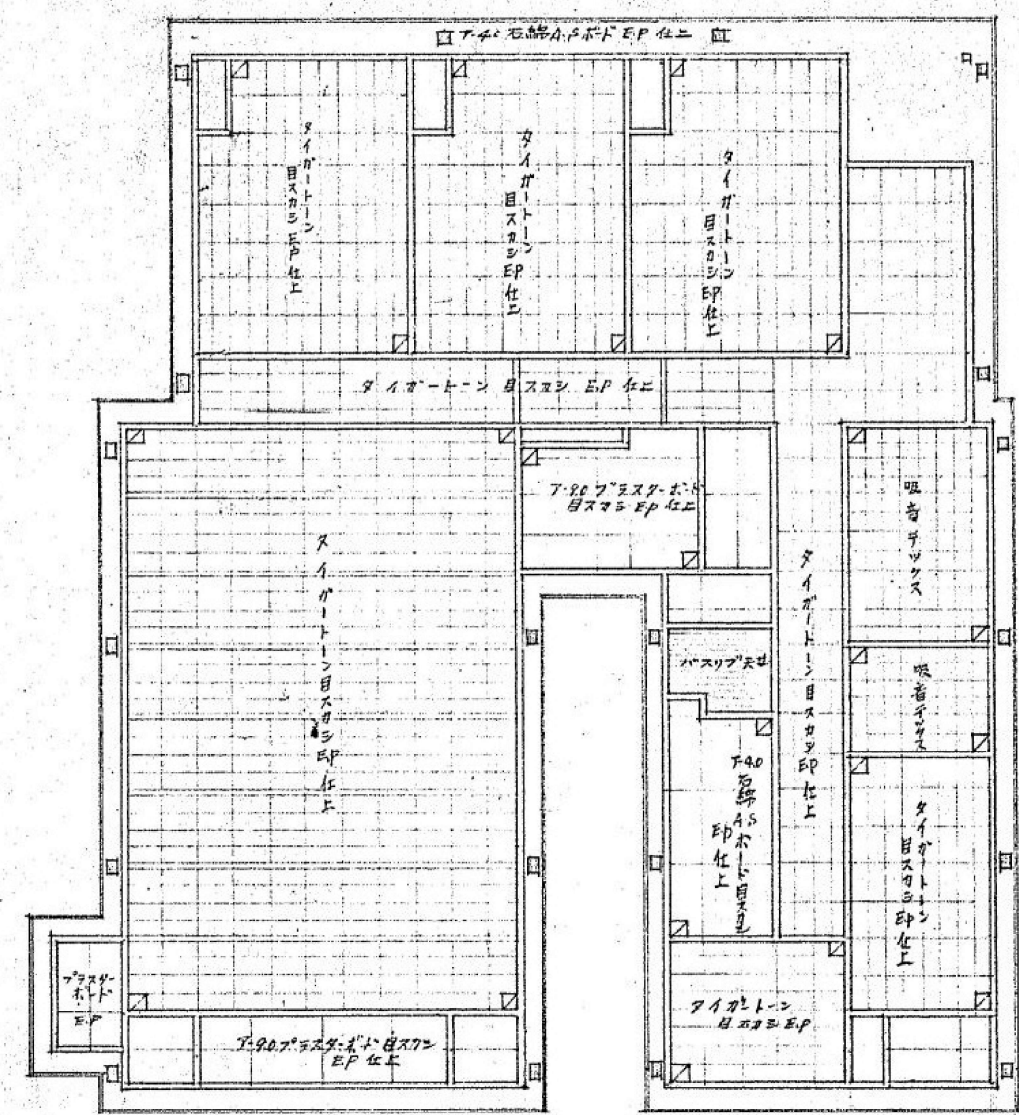 T-4.0 石綿A.Sボード E.P 仕上
タイガートーン
目スカシ EP 仕上
タイガートーン
目スカシ EP 仕上
タイガートーン
目スカシ EP 仕上
タイガートーン 目スカシ E.P 仕上
T-9.0 プラスターボード
目スカシ EP 仕上
吸音テックス
タイガートーン目スカシ EP 仕上
タイガートーン目スカシ EP 仕上
バスリブ天井
吸音テックス
T-4.0
石綿ASボード目スカシ
EP 仕上
タイガートーン
目スカシ EP 仕上
プラスター
ボード
E.P
タイガートーン
目スカシ E.P
T-9.0 プラスターボード 目スカシ
EP 仕上